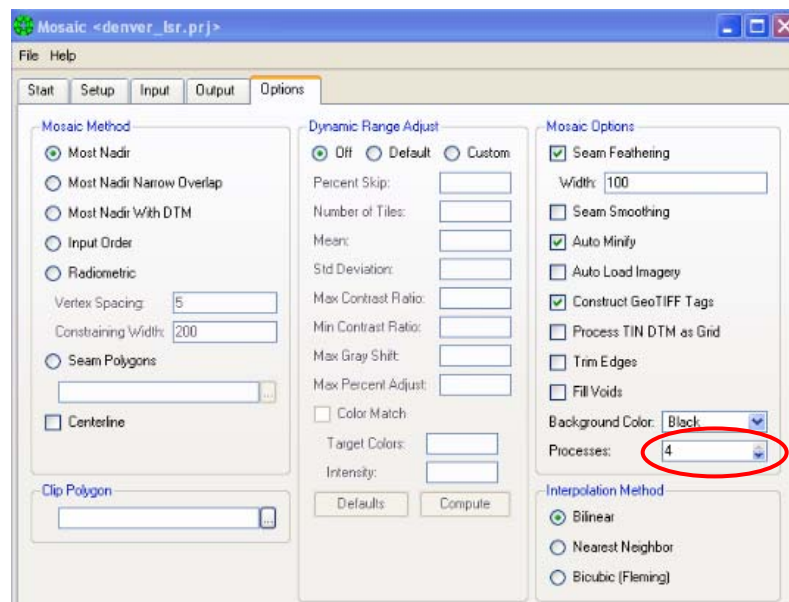 Mosaic <denver_lsr.prj>
File Help
Start Setup Input Output Options
Mosaic Method
Most Nadir
Most Nadir Narrow Overlap
Most Nadir With DTM
Input Order
Radiometric
Vertex Spacing: 5
Constraining Width: 200
Seam Polygons
...
Centerline
Clip Polygon
...
Dynamic Range Adjust
Off Default Custom
Percent Skip:
Number of Tiles:
Mean:
Std Deviation:
Max Contrast Ratio:
Min Contrast Ratio:
Max Gray Shift:
Max Percent Adjust:
Color Match
Target Colors:
Intensity:
Defaults Compute
Mosaic Options
Seam Feathering
Width: 100
Seam Smoothing
Auto Minify
Auto Load Imagery
Construct GeoTIFF Tags
Process TIN DTM as Grid
Trim Edges
Fill Voids
Background Color: Black
Processes: 4
Interpolation Method
Bilinear
Nearest Neighbor
Bicubic (Fleming)